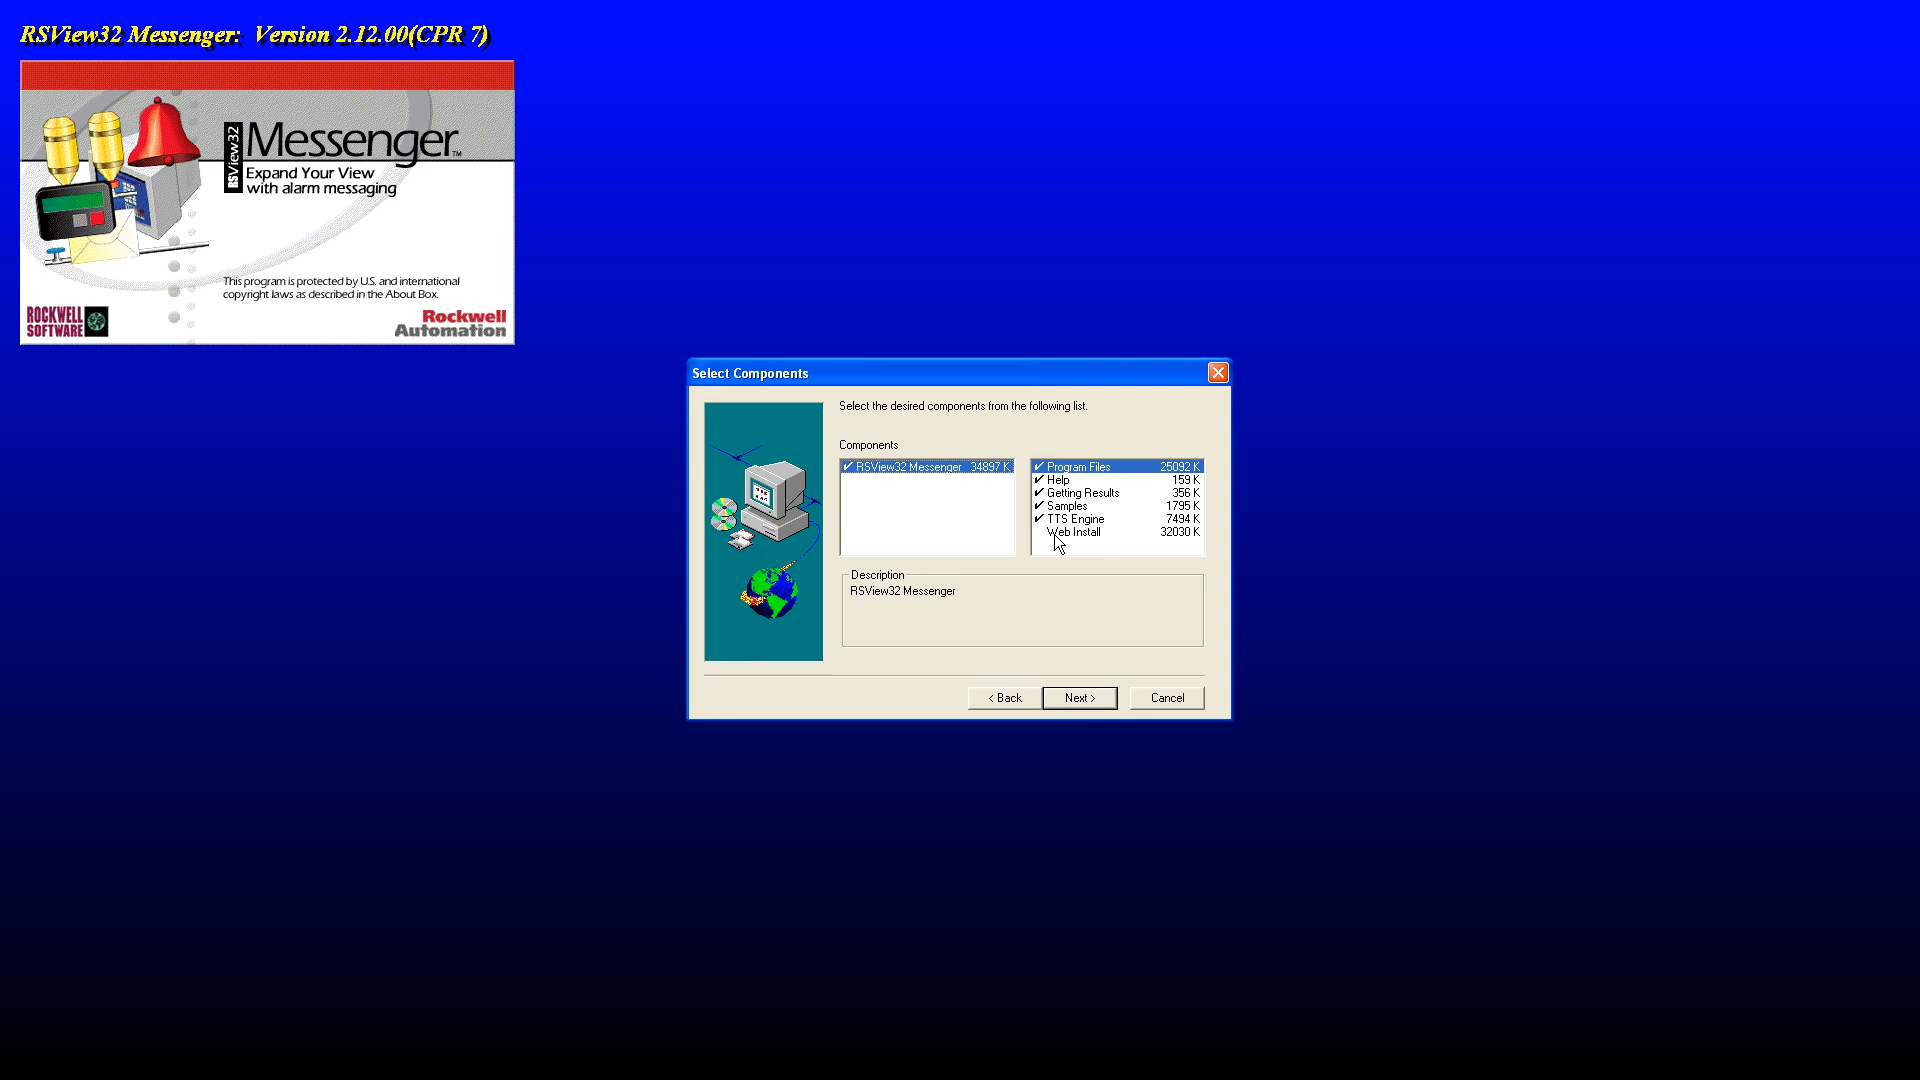 RSView32 Messenger:  Version 2.12.00(CPR 7)
RSView32
Messenger™
Expand Your View
with alarm messaging
This program is protected by U.S. and international
copyright laws as described in the About Box.
ROCKWELL
SOFTWARE
Rockwell
Automation
Select Components
Select the desired components from the following list.
Components
RSView32 Messenger 34897 K
Program Files 25092 K
Help 159 K
Getting Results 356 K
Samples 1795 K
TTS Engine 7494 K
Web Install 32030 K
Description
RSView32 Messenger
< Back
Next >
Cancel